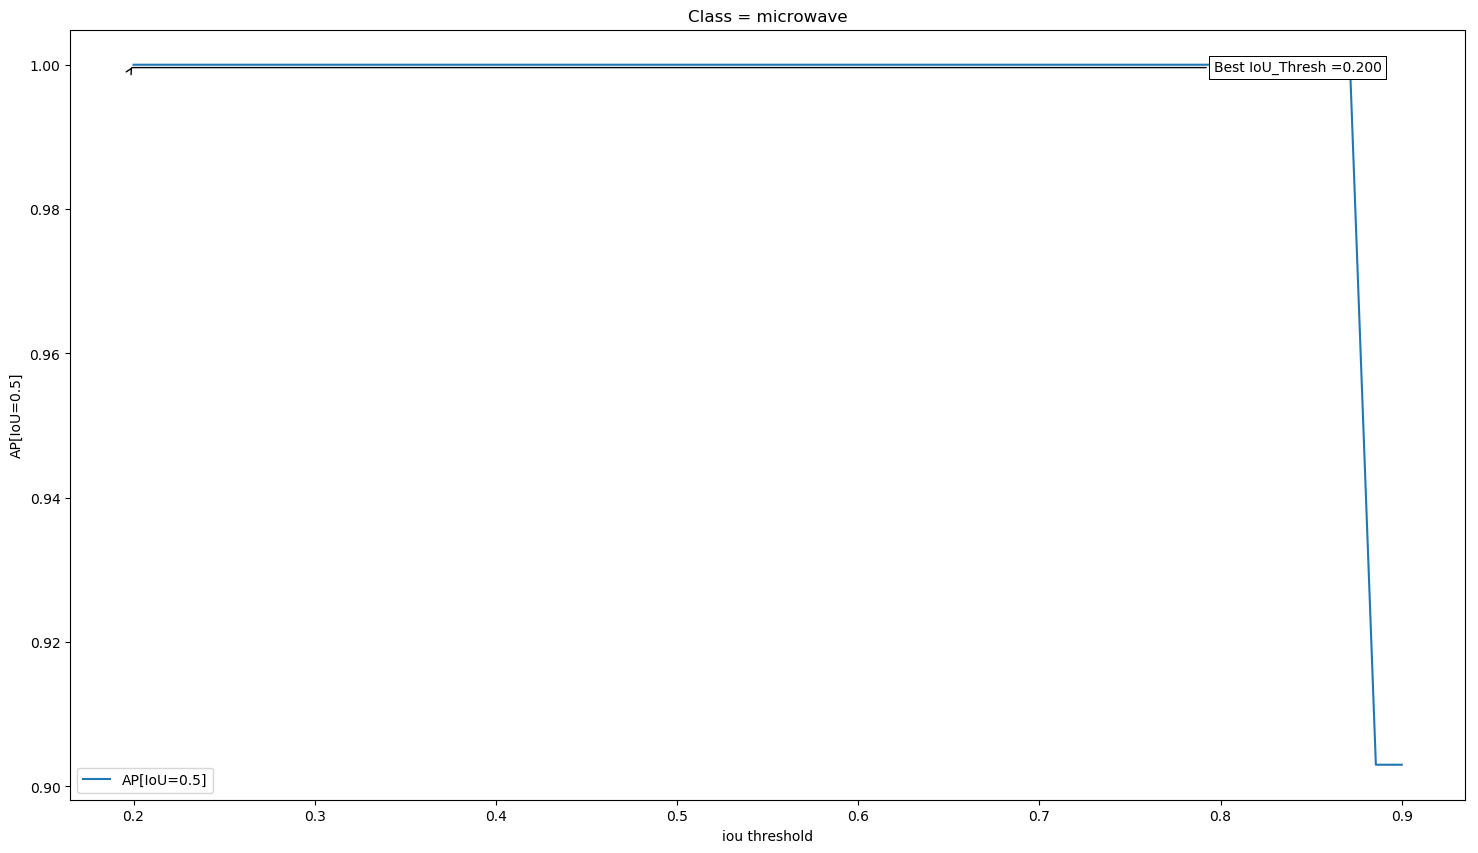 Class = microwave
1.00
Best IoU_Thresh =0.200
0.98
0.96
AP[IoU=0.5]
0.94
0.92
AP[IoU=0.5]
0.90
0.2 0.3 0.4 0.5 0.6 0.7 0.8 0.9
iou threshold